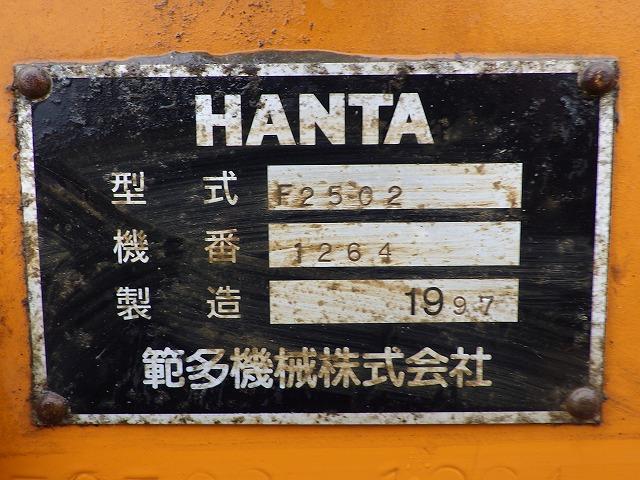 HANTA
型式 F2502
機番 1264
製造 1997
範多機械株式会社